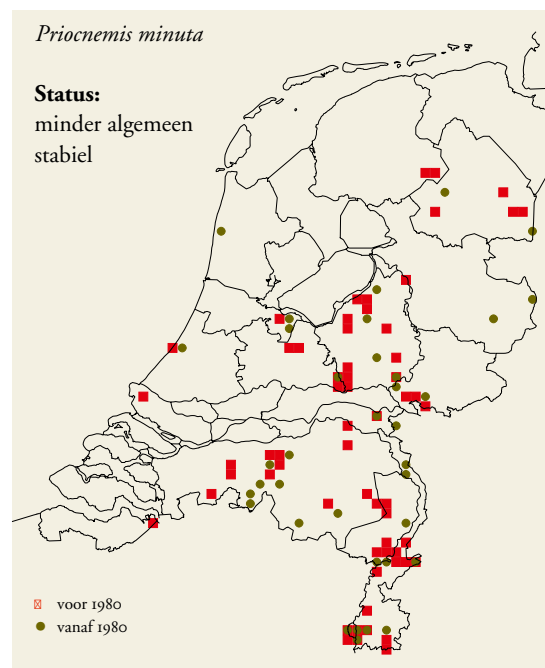 Priocnemis minuta
Status:
minder algemeen
stabiel
voor 1980
vanaf 1980